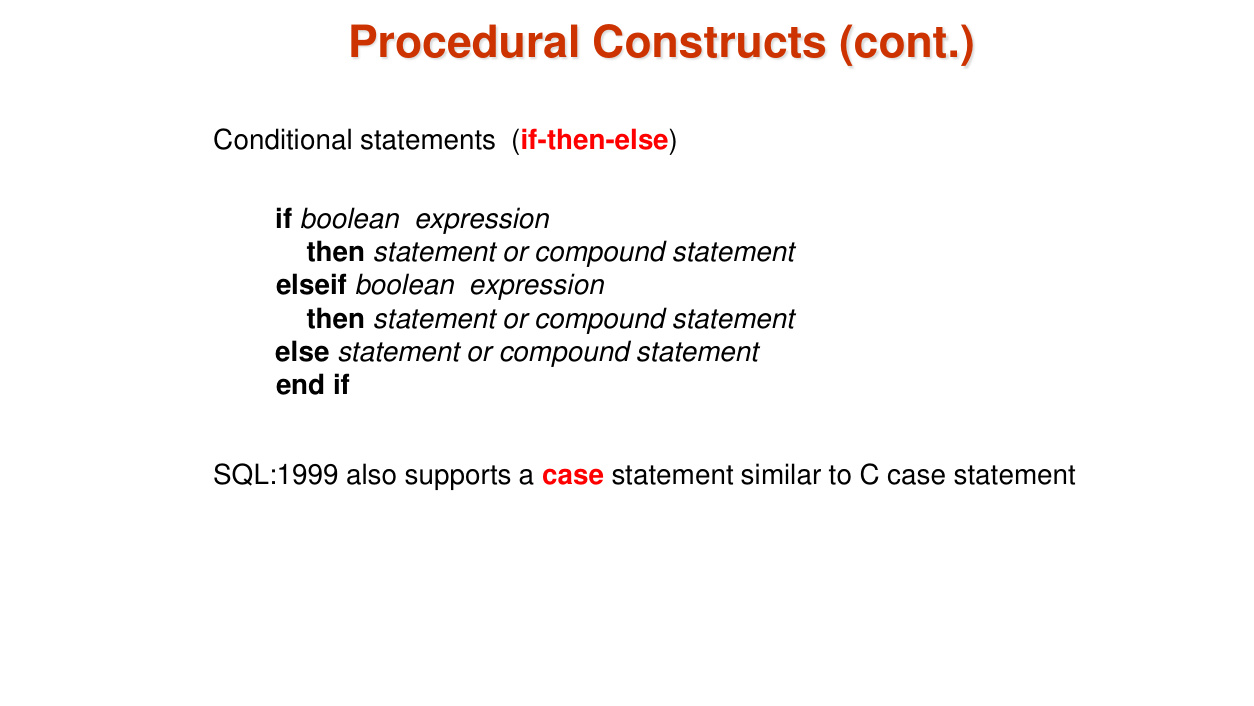 Procedural Constructs (cont.)
Conditional statements  (if-then-else)
if boolean  expression
then statement or compound statement
elseif boolean  expression
then statement or compound statement
else statement or compound statement
end if
SQL:1999 also supports a case statement similar to C case statement